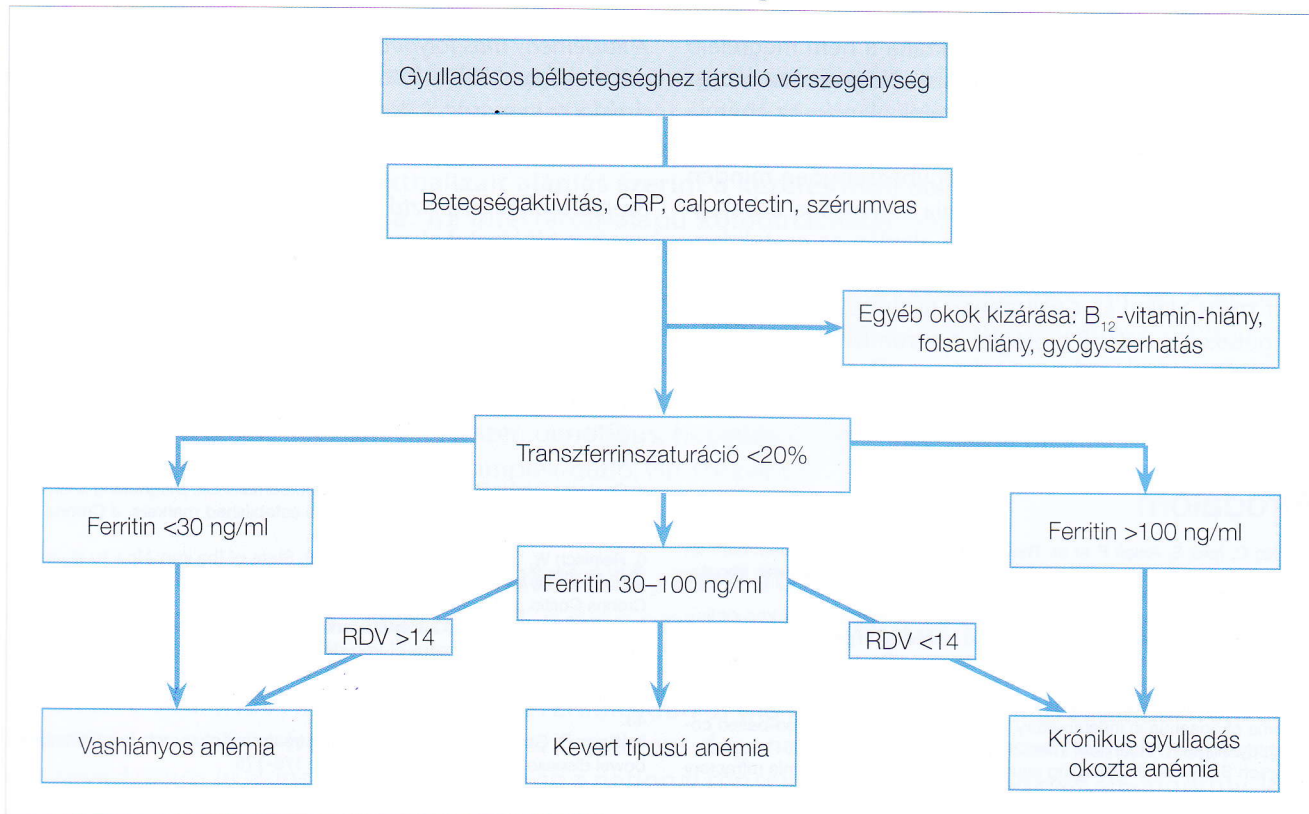 Gyulladásos bélbetegséghez társuló vérszegénység
Betegségaktivitás, CRP, calprotectin, szérumvas
Egyéb okok kizárása: B₁₂-vitamin-hiány,
folsavhiány, gyógyszerhatás
Transzferrinszaturáció <20%
Ferritin <30 ng/ml
Ferritin 30–100 ng/ml
Ferritin >100 ng/ml
RDV >14
RDV <14
Vashiányos anémia
Kevert típusú anémia
Krónikus gyulladás
okozta anémia